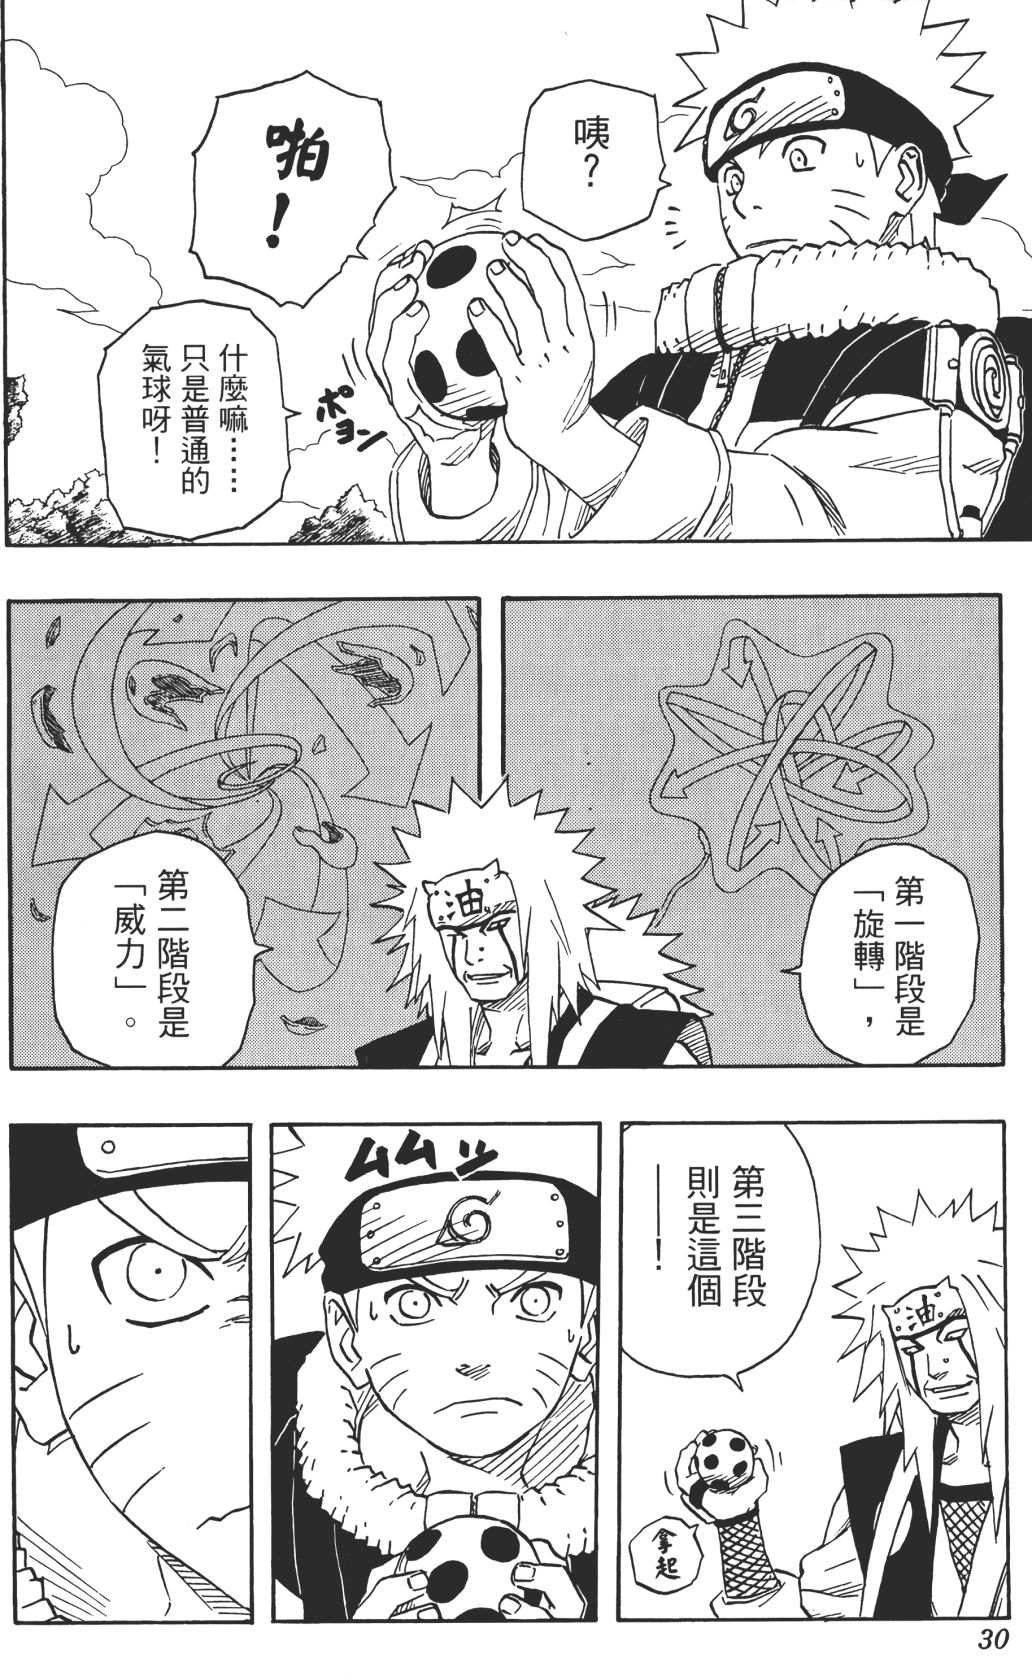 咦?
啪!
ポヨン
什麼嘛……
只是普通的
氣球呀!
第一階段是
「旋轉」,
油
第二階段是
「威力」。
第三階段
則是這個
——!
油
拿起
ムムッ
30